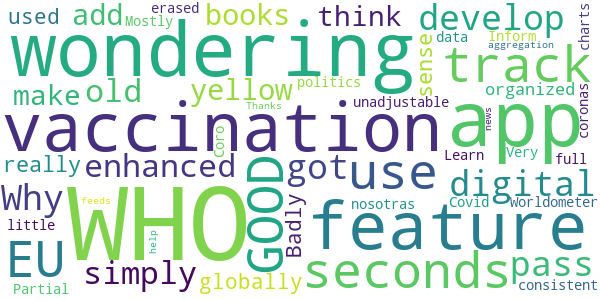 used add Mostly erased books think develop charts
wondering sense data Inform track aggregation
make old yellow politics organized coronas
vaccination Thanks unadjustable app news
really enhanced Coro got use Learn Very full
Why WHO GOOD Badly digital
little feeds feature nosotras Covid Worldometer
EU simply help seconds pass
Partial globally consistent